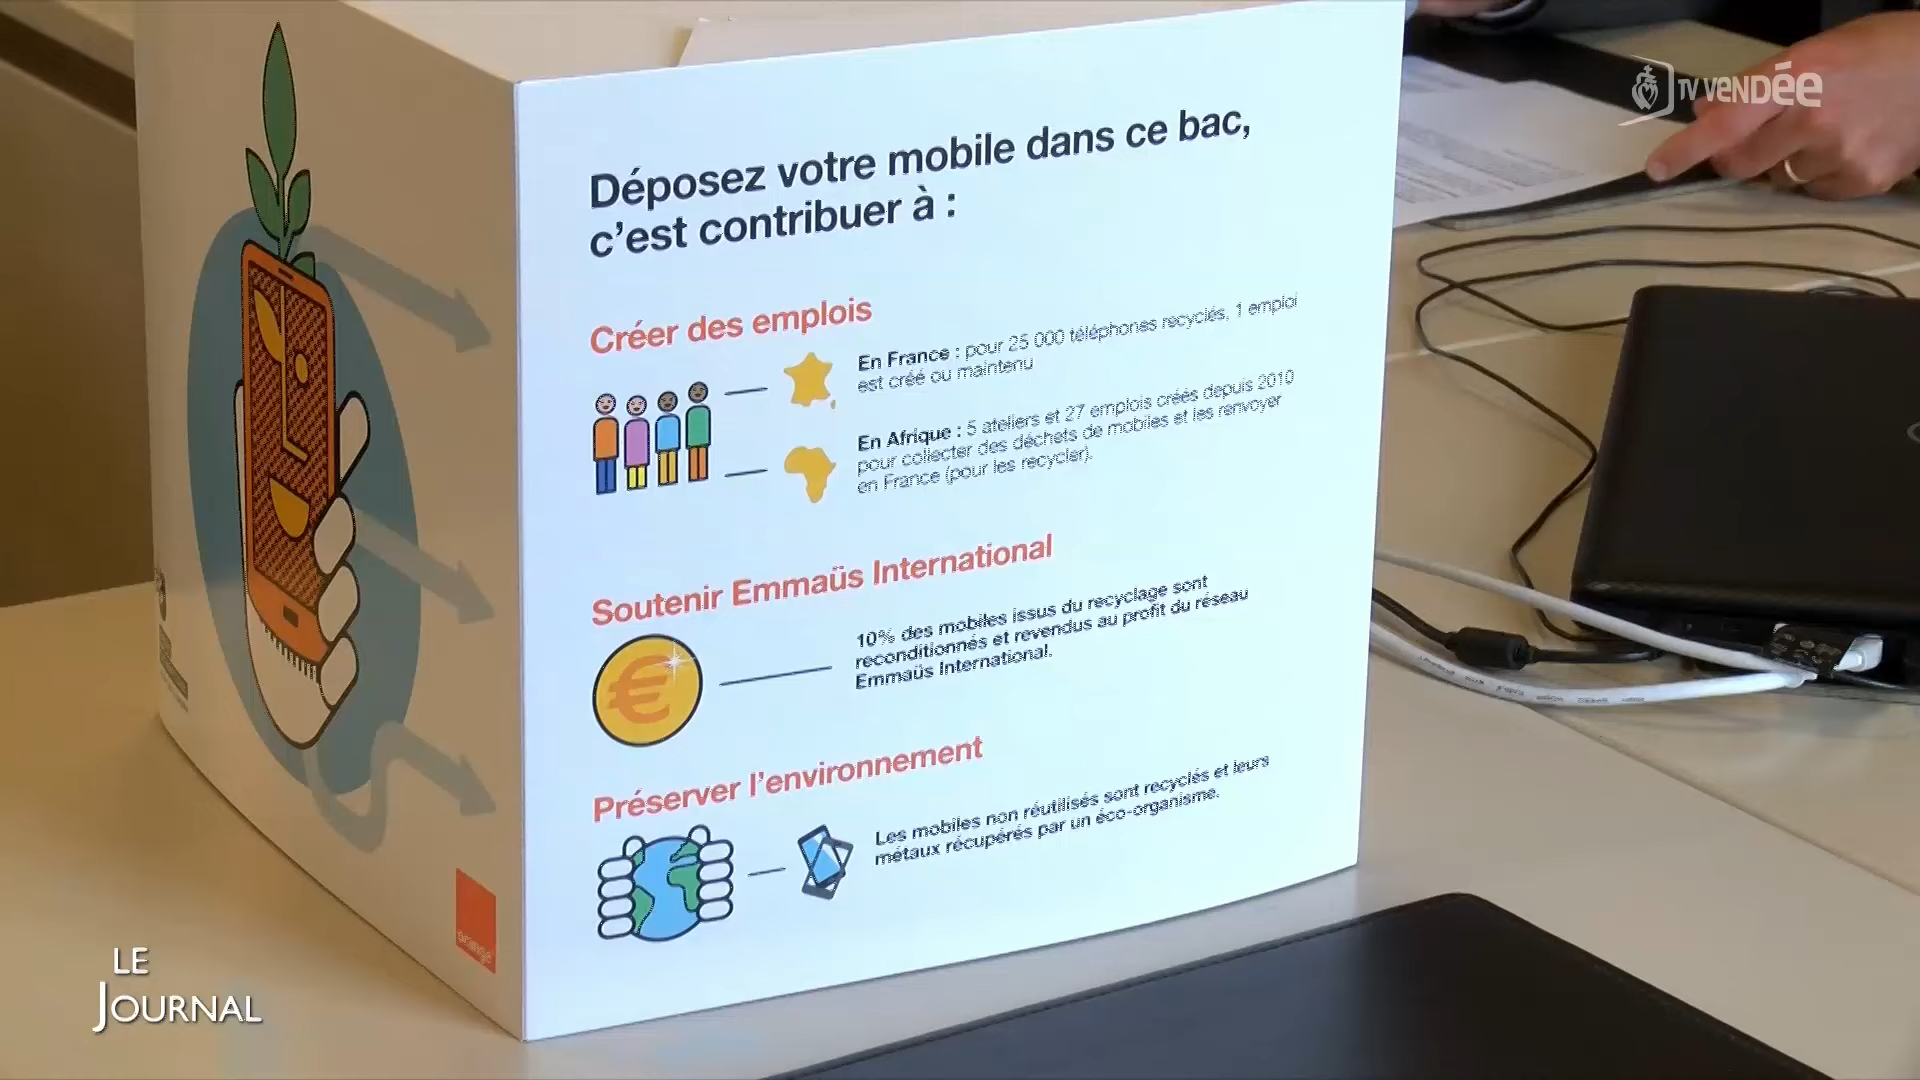 TV VENDÉE
Déposez votre mobile dans ce bac,
c'est contribuer à :
Créer des emplois
En France : pour 25 000 téléphones recyclés, 1 emploi
est créé ou maintenu
En Afrique : 5 ateliers et 27 emplois créés depuis 2010
pour collecter des déchets de mobiles et les renvoyer
en France (pour les recycler).
Soutenir Emmaüs International
10% des mobiles issus du recyclage sont
reconditionnés et revendus au profit du réseau
Emmaüs International.
Préserver l'environnement
Les mobiles non réutilisés sont recyclés et leurs
métaux récupérés par un éco-organisme.
orange
LE
JOURNAL